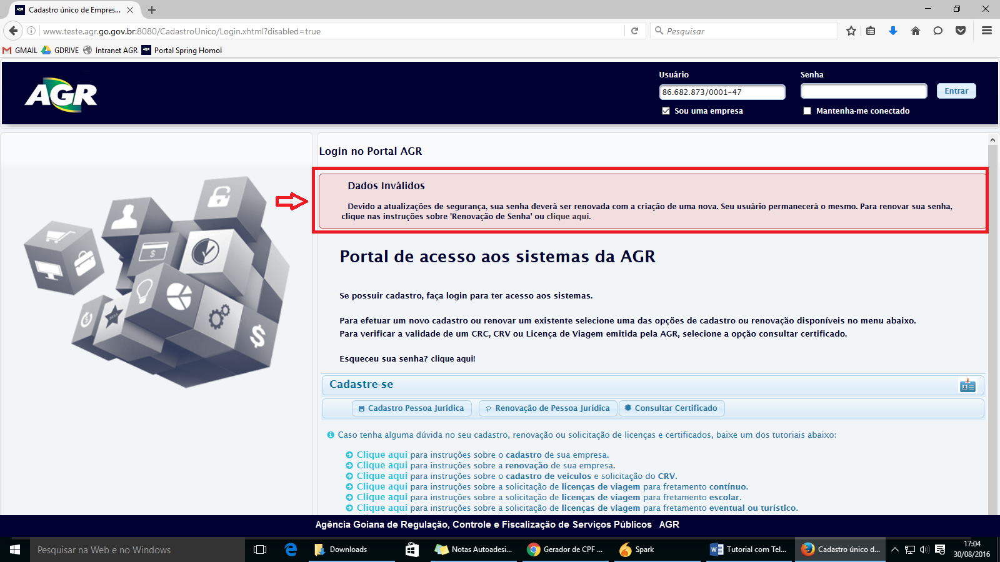 Cadastro único de Empres...
www.teste.agr.go.gov.br:8080/CadastroUnico/Login.xhtml?disabled=true
Pesquisar
GMAIL GDRIVE Intranet AGR Portal Spring Homol
AGR
Usuário
Senha
86.682.873/0001-47
Entrar
Sou uma empresa
Mantenha-me conectado
Login no Portal AGR
Dados Inválidos
Devido a atualizações de segurança, sua senha deverá ser renovada com a criação de uma nova. Seu usuário permanecerá o mesmo. Para renovar sua senha,
clique nas instruções sobre 'Renovação de Senha' ou clique aqui.
Portal de acesso aos sistemas da AGR
Se possuir cadastro, faça login para ter acesso aos sistemas.
Para efetuar um novo cadastro ou renovar um existente selecione uma das opções de cadastro ou renovação disponíveis no menu abaixo.
Para verificar a validade de um CRC, CRV ou Licença de Viagem emitida pela AGR, selecione a opção consultar certificado.
Esqueceu sua senha? clique aqui!
Cadastre-se
Cadastro Pessoa Jurídica Renovação de Pessoa Jurídica Consultar Certificado
Caso tenha alguma dúvida no seu cadastro, renovação ou solicitação de licenças e certificados, baixe um dos tutoriais abaixo:
Clique aqui para instruções sobre o cadastro de sua empresa.
Clique aqui para instruções sobre a renovação de sua empresa.
Clique aqui para instruções sobre o cadastro de veículos e solicitação do CRV.
Clique aqui para instruções sobre a solicitação de licenças de viagem para fretamento contínuo.
Clique aqui para instruções sobre a solicitação de licenças de viagem para fretamento escolar.
Clique aqui para instruções sobre a solicitação de licenças de viagem para fretamento eventual ou turístico.
Agência Goiana de Regulação, Controle e Fiscalização de Serviços Públicos AGR
Pesquisar na Web e no Windows
Downloads
Notas Autoadesi...
Gerador de CPF ...
Spark
Tutorial com Tel...
Cadastro único d...
17:04
30/08/2016